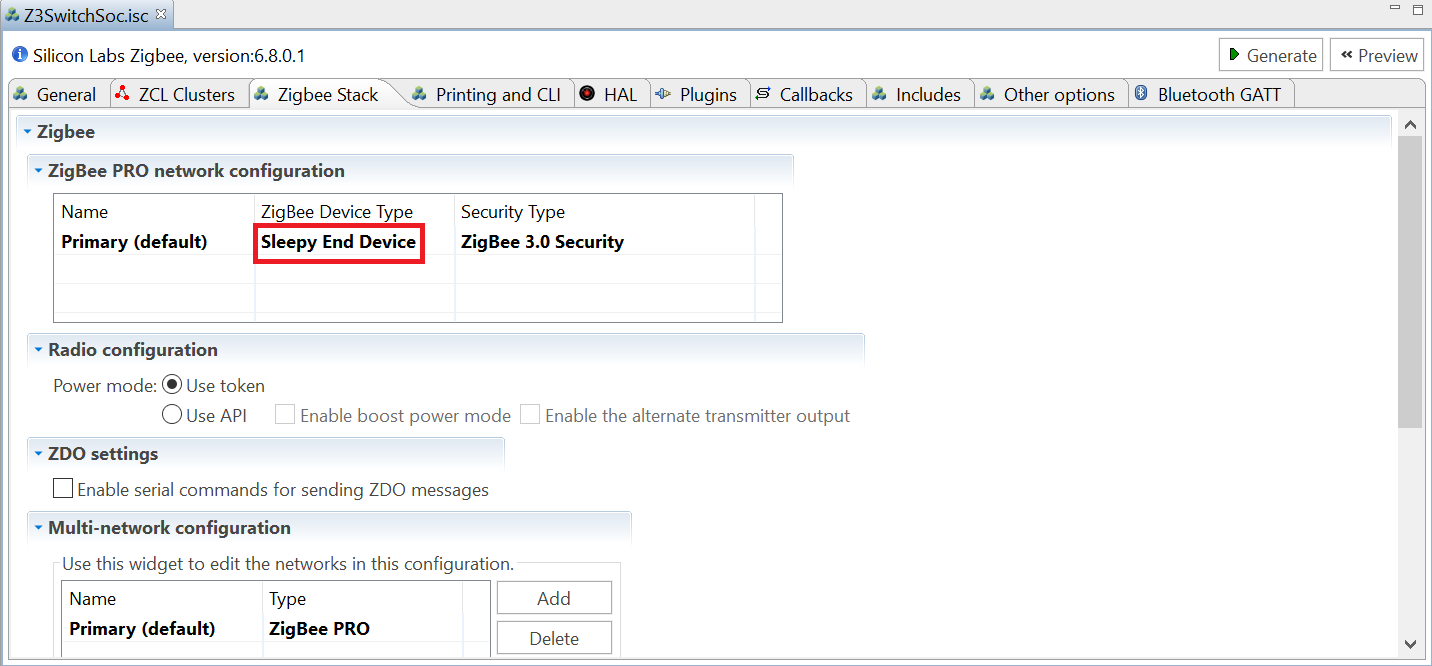 Z3SwitchSoc.isc
Silicon Labs Zigbee, version:6.8.0.1 Generate Preview
General ZCL Clusters Zigbee Stack Printing and CLI HAL Plugins Callbacks Includes Other options Bluetooth GATT
Zigbee
ZigBee PRO network configuration
Name ZigBee Device Type Security Type
Primary (default) Sleepy End Device ZigBee 3.0 Security
Radio configuration
Power mode: Use token
Use API Enable boost power mode Enable the alternate transmitter output
ZDO settings
Enable serial commands for sending ZDO messages
Multi-network configuration
Use this widget to edit the networks in this configuration.
Name Type Add
Primary (default) ZigBee PRO Delete